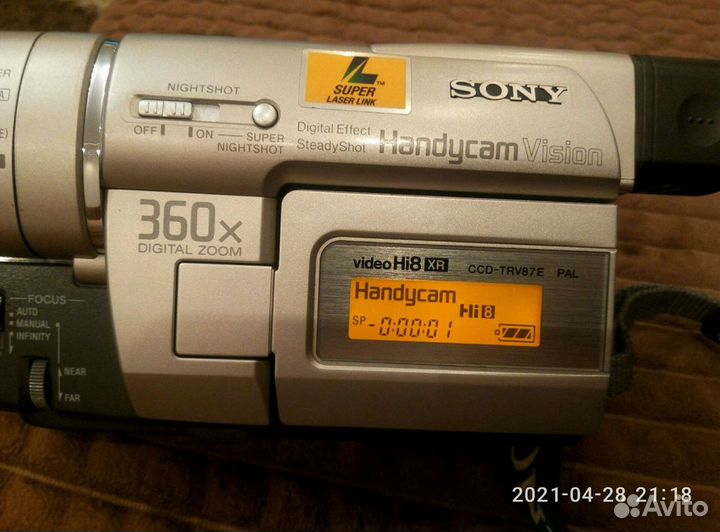 NIGHTSHOT
OFF ON SUPER NIGHTSHOT
SUPER
LASER LINK
™
SONY
Digital Effect
SteadyShot
Handycam Vision
360x
DIGITAL ZOOM
video Hi8 XR CCD-TRV87E PAL
Handycam
Hi8
SP -0:00:01
FOCUS
AUTO
MANUAL
INFINITY
NEAR
FAR
2021-04-28 21:18
Avito